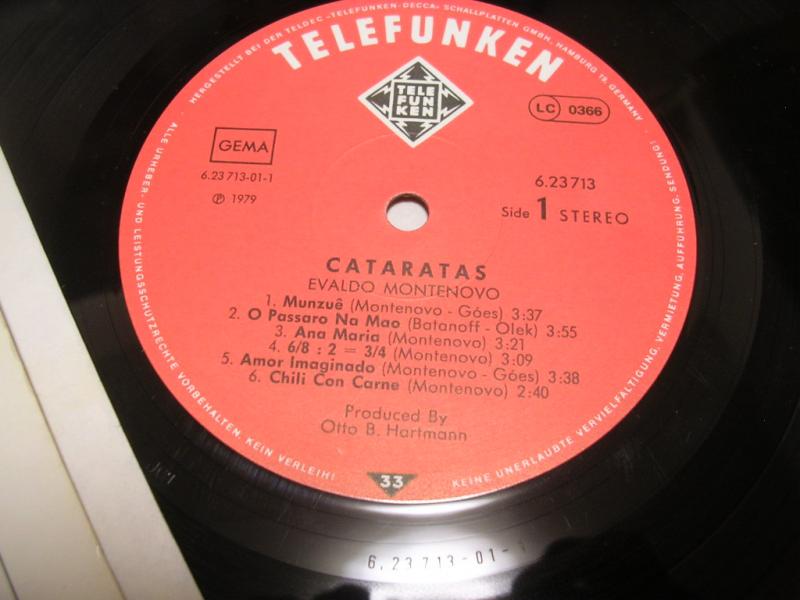 HERGESTELLT BEI DER TELDEC »TELEFUNKEN-DECCA« SCHALLPLATTEN GMBH, HAMBURG 19, GERMANY ·
TELEFUNKEN
TELE
FUN
KEN
LC 0366
GEMA
6.23 713-01-1
℗ 1979
6.23713
Side 1 STEREO
CATARATAS
EVALDO MONTENOVO
1. Munzuê (Montenovo - Góes) 3:37
2. O Passaro Na Mao (Batanoff - Olek) 3:55
3. Ana Maria (Montenovo) 3:21
4. 6/8 : 2 = 3/4 (Montenovo) 3:09
5. Amor Imaginado (Montenovo - Góes) 3:38
6. Chili Con Carne (Montenovo) 2:40
Produced By
Otto B. Hartmann
33
· ALLE URHEBER- UND LEISTUNGSSCHUTZRECHTE VORBEHALTEN. KEIN VERLEIH!
KEINE UNERLAUBTE VERVIELFÄLTIGUNG, VERMIETUNG, AUFFÜHRUNG, SENDUNG!
6.23713-01-1